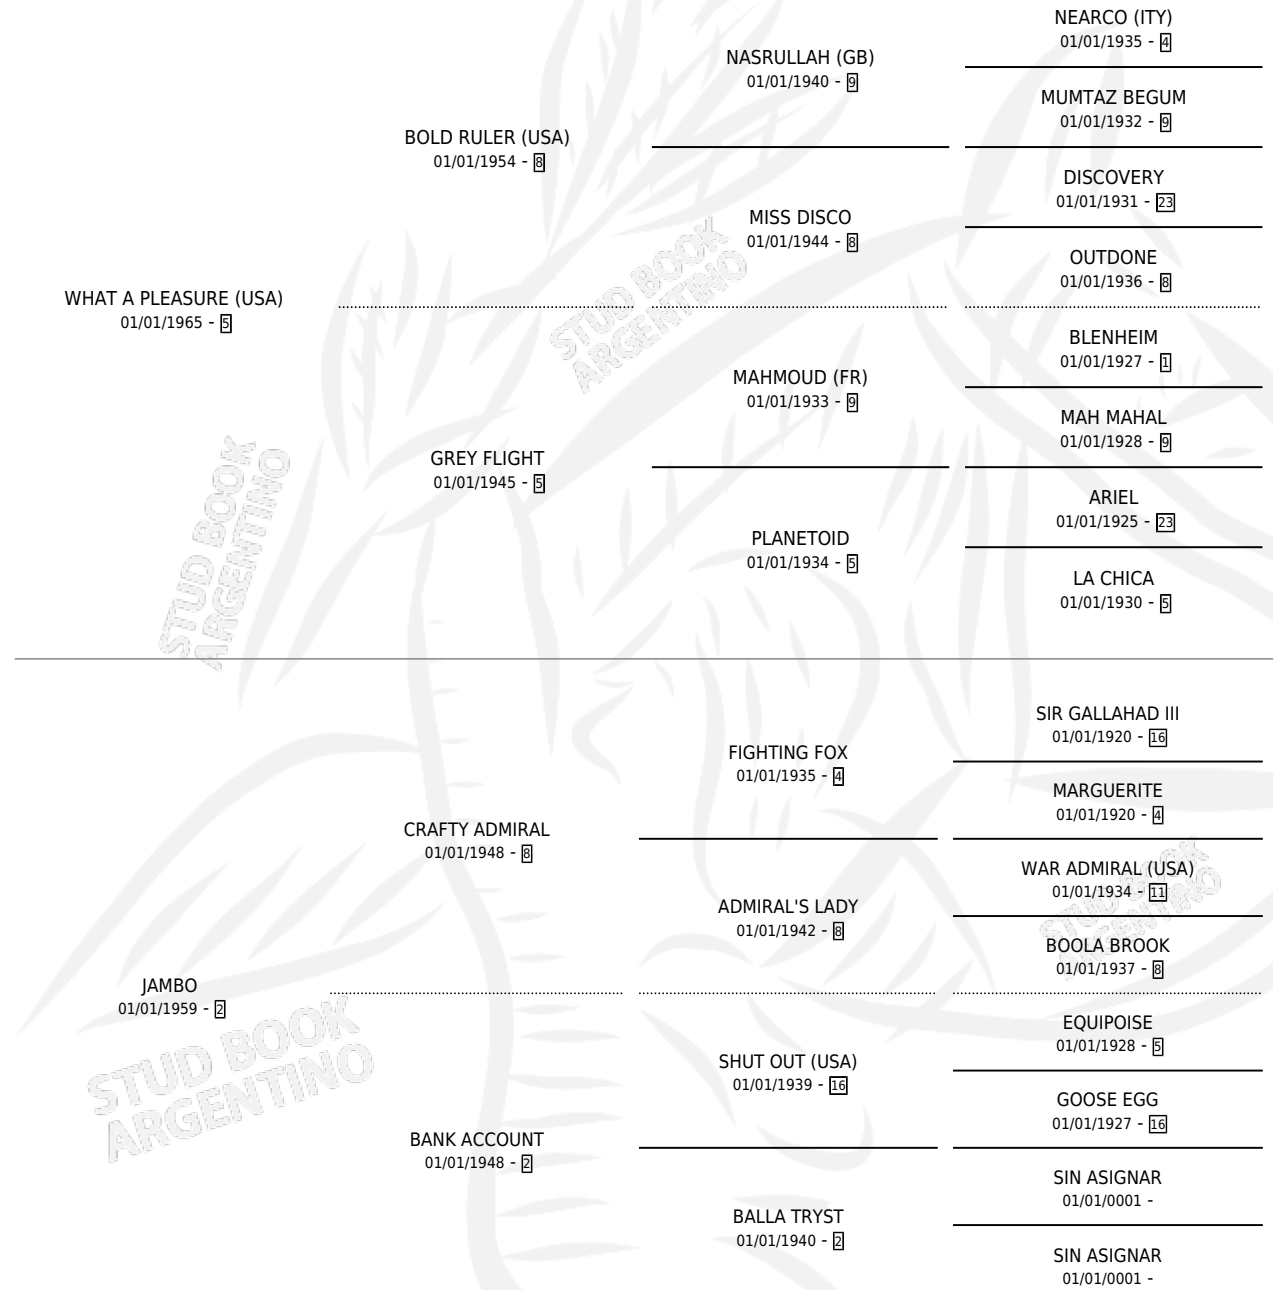 NEARCO (ITY)
01/01/1935 - 4
NASRULLAH (GB)
01/01/1940 - 9
MUMTAZ BEGUM
01/01/1932 - 9
BOLD RULER (USA)
01/01/1954 - 8
DISCOVERY
01/01/1931 - 23
MISS DISCO
01/01/1944 - 8
OUTDONE
01/01/1936 - 8
WHAT A PLEASURE (USA)
01/01/1965 - 5
BLENHEIM
01/01/1927 - 1
MAHMOUD (FR)
01/01/1933 - 9
MAH MAHAL
01/01/1928 - 9
GREY FLIGHT
01/01/1945 - 5
ARIEL
01/01/1925 - 23
PLANETOID
01/01/1934 - 5
LA CHICA
01/01/1930 - 5
STUD BOOK
ARGENTINO
STUD BOOK
ARGENTINO
SIR GALLAHAD III
01/01/1920 - 16
FIGHTING FOX
01/01/1935 - 4
MARGUERITE
01/01/1920 - 4
CRAFTY ADMIRAL
01/01/1948 - 8
WAR ADMIRAL (USA)
01/01/1934 - 11
ADMIRAL'S LADY
01/01/1942 - 8
BOOLA BROOK
01/01/1937 - 8
JAMBO
01/01/1959 - 2
EQUIPOISE
01/01/1928 - 5
SHUT OUT (USA)
01/01/1939 - 16
GOOSE EGG
01/01/1927 - 16
BANK ACCOUNT
01/01/1948 - 2
SIN ASIGNAR
01/01/0001 -
BALLA TRYST
01/01/1940 - 2
SIN ASIGNAR
01/01/0001 -
STUD BOOK
ARGENTINO
STUD BOOK
ARGENTINO